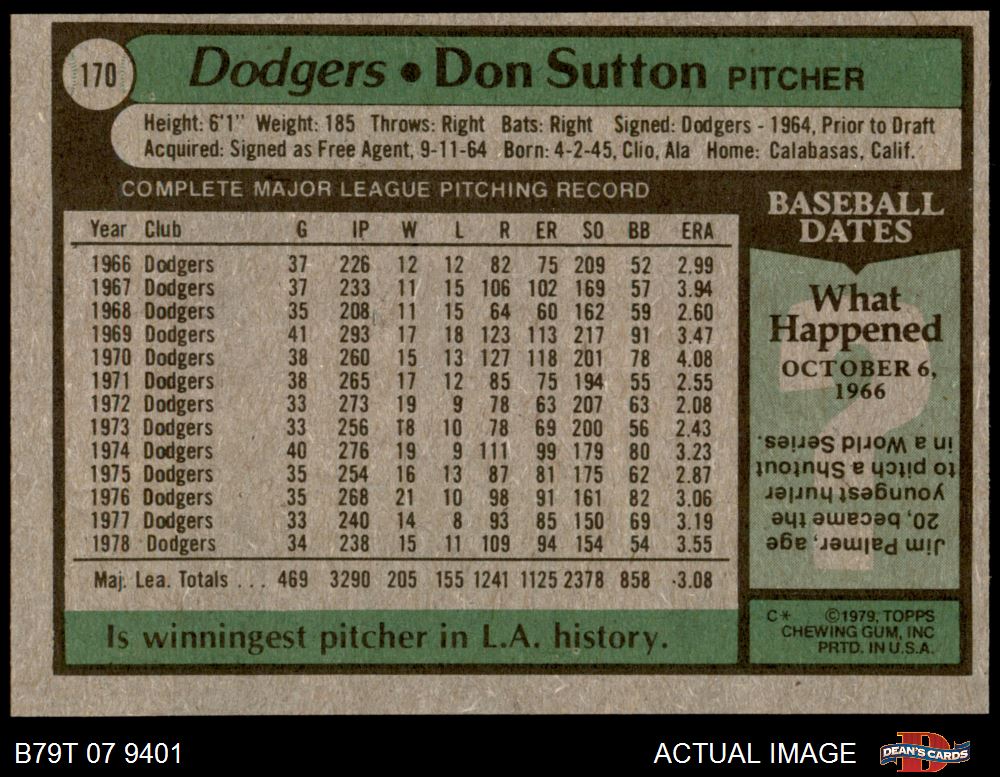 170
Dodgers • Don Sutton PITCHER
Height: 6'1" Weight: 185 Throws: Right Bats: Right Signed: Dodgers - 1964, Prior to Draft
Acquired: Signed as Free Agent, 9-11-64 Born: 4-2-45, Clio, Ala Home: Calabasas, Calif.
COMPLETE MAJOR LEAGUE PITCHING RECORD
Year Club G IP W L R ER SO BB ERA
1966 Dodgers 37 226 12 12 82 75 209 52 2.99
1967 Dodgers 37 233 11 15 106 102 169 57 3.94
1968 Dodgers 35 208 11 15 64 60 162 59 2.60
1969 Dodgers 41 293 17 18 123 113 217 91 3.47
1970 Dodgers 38 260 15 13 127 118 201 78 4.08
1971 Dodgers 38 265 17 12 85 75 194 55 2.55
1972 Dodgers 33 273 19 9 78 63 207 63 2.08
1973 Dodgers 33 256 18 10 78 69 200 56 2.43
1974 Dodgers 40 276 19 9 111 99 179 80 3.23
1975 Dodgers 35 254 16 13 87 81 175 62 2.87
1976 Dodgers 35 268 21 10 98 91 161 82 3.06
1977 Dodgers 33 240 14 8 93 85 150 69 3.19
1978 Dodgers 34 238 15 11 109 94 154 54 3.55
Maj. Lea. Totals ... 469 3290 205 155 1241 1125 2378 858 3.08
Is winningest pitcher in L.A. history.
BASEBALL
DATES
What
Happened
OCTOBER 6,
1966
Jim Palmer, age
20, became the
youngest hurler
to pitch a Shutout
in a World Series.
C* ©1979, TOPPS
CHEWING GUM, INC
PRTD. IN U.S.A.
B79T 07 9401
ACTUAL IMAGE
DEAN'S CARDS